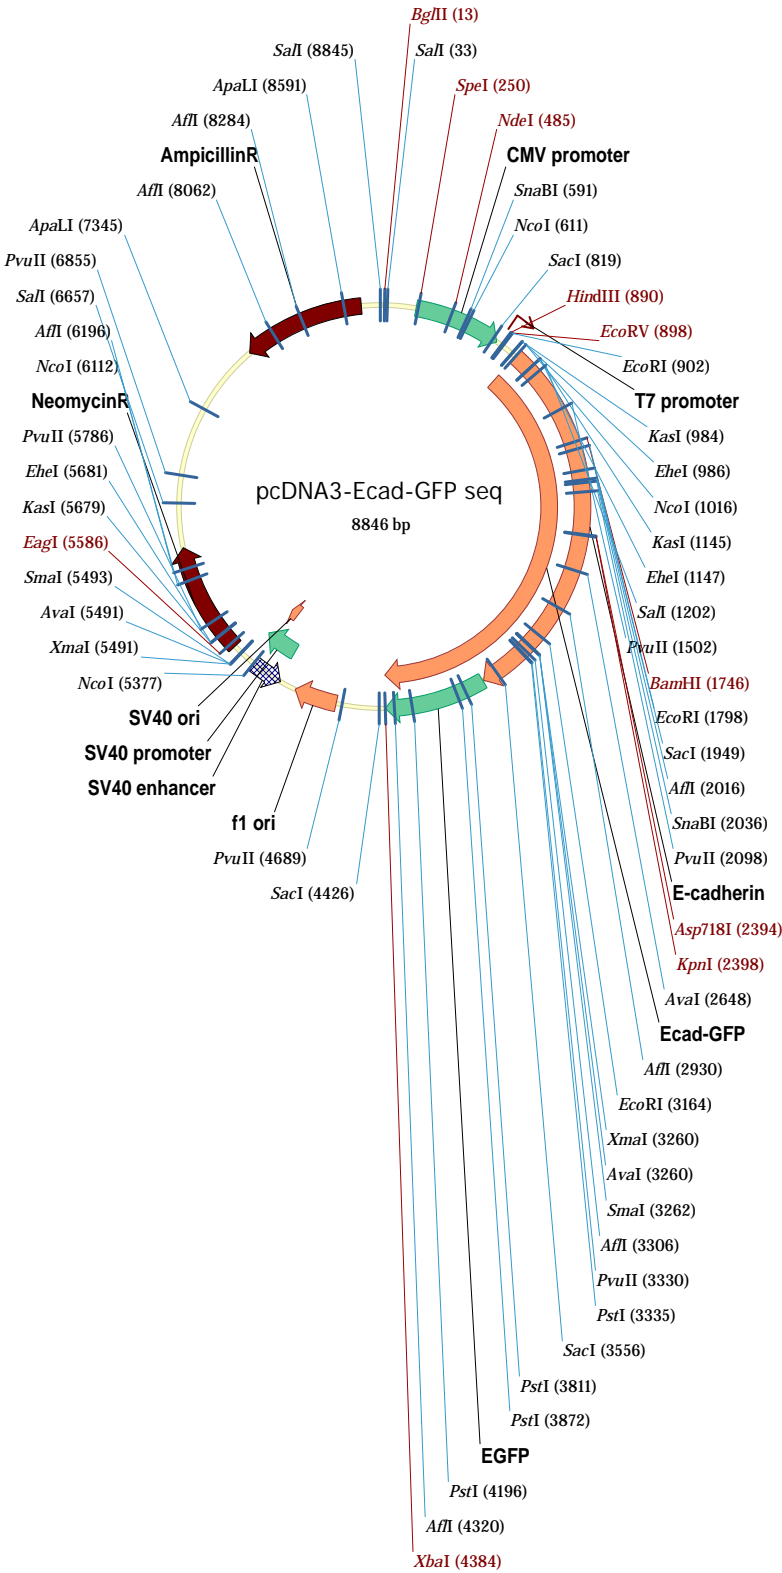 BglII (13)
SalI (8845)
SalI (33)
ApaLI (8591)
SpeI (250)
AflI (8284)
NdeI (485)
AmpicillinR
CMV promoter
AflI (8062)
SnaBI (591)
ApaLI (7345)
NcoI (611)
PvuII (6855)
SacI (819)
SalI (6657)
HindIII (890)
AflI (6196)
EcoRV (898)
NcoI (6112)
EcoRI (902)
NeomycinR
T7 promoter
PvuII (5786)
KasI (984)
EheI (5681)
EheI (986)
pcDNA3-Ecad-GFP seq
8846 bp
KasI (5679)
NcoI (1016)
EagI (5586)
KasI (1145)
SmaI (5493)
EheI (1147)
AvaI (5491)
SalI (1202)
XmaI (5491)
PvuII (1502)
NcoI (5377)
BamHI (1746)
SV40 ori
EcoRI (1798)
SV40 promoter
SacI (1949)
SV40 enhancer
AflI (2016)
f1 ori
SnaBI (2036)
PvuII (4689)
PvuII (2098)
SacI (4426)
E-cadherin
Asp718I (2394)
KpnI (2398)
AvaI (2648)
Ecad-GFP
AflI (2930)
EcoRI (3164)
XmaI (3260)
AvaI (3260)
SmaI (3262)
AflI (3306)
PvuII (3330)
PstI (3335)
SacI (3556)
PstI (3811)
PstI (3872)
EGFP
PstI (4196)
AflI (4320)
XbaI (4384)